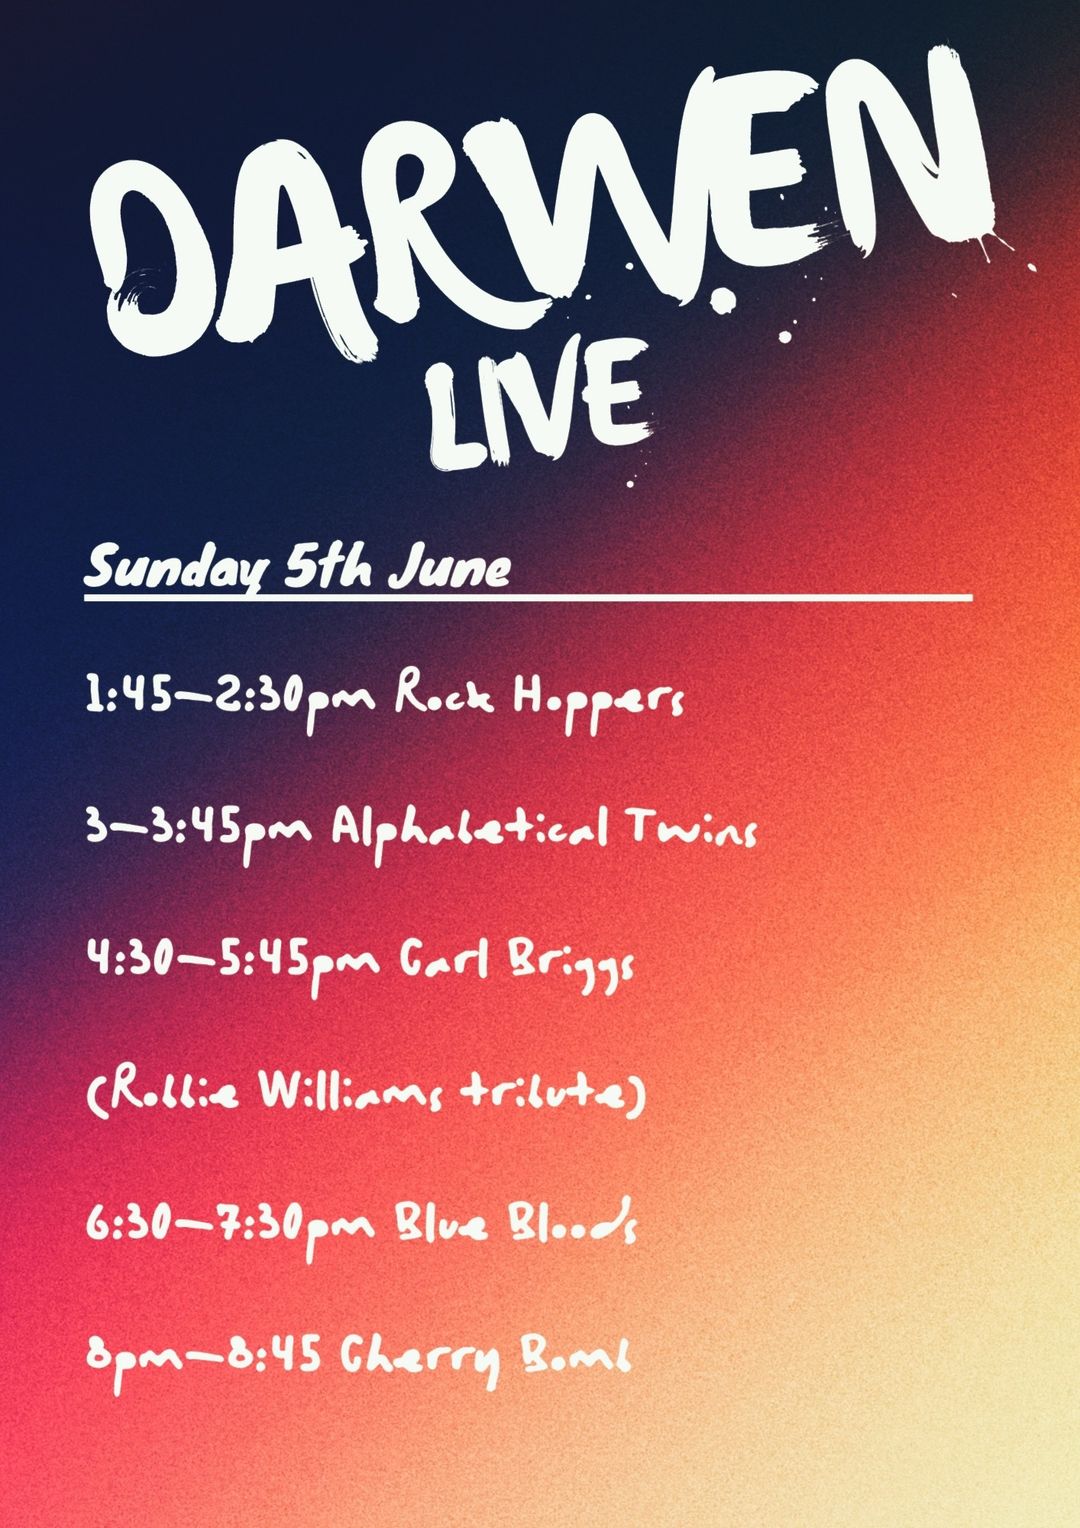 DARWEN
LIVE
Sunday 5th June
1:45–2:30pm Rock Hoppers
3–3:45pm Alphabetical Twins
4:30–5:45pm Carl Briggs
(Robbie Williams tribute)
6:30–7:30pm Blue Bloods
8pm–8:45 Cherry Bomb